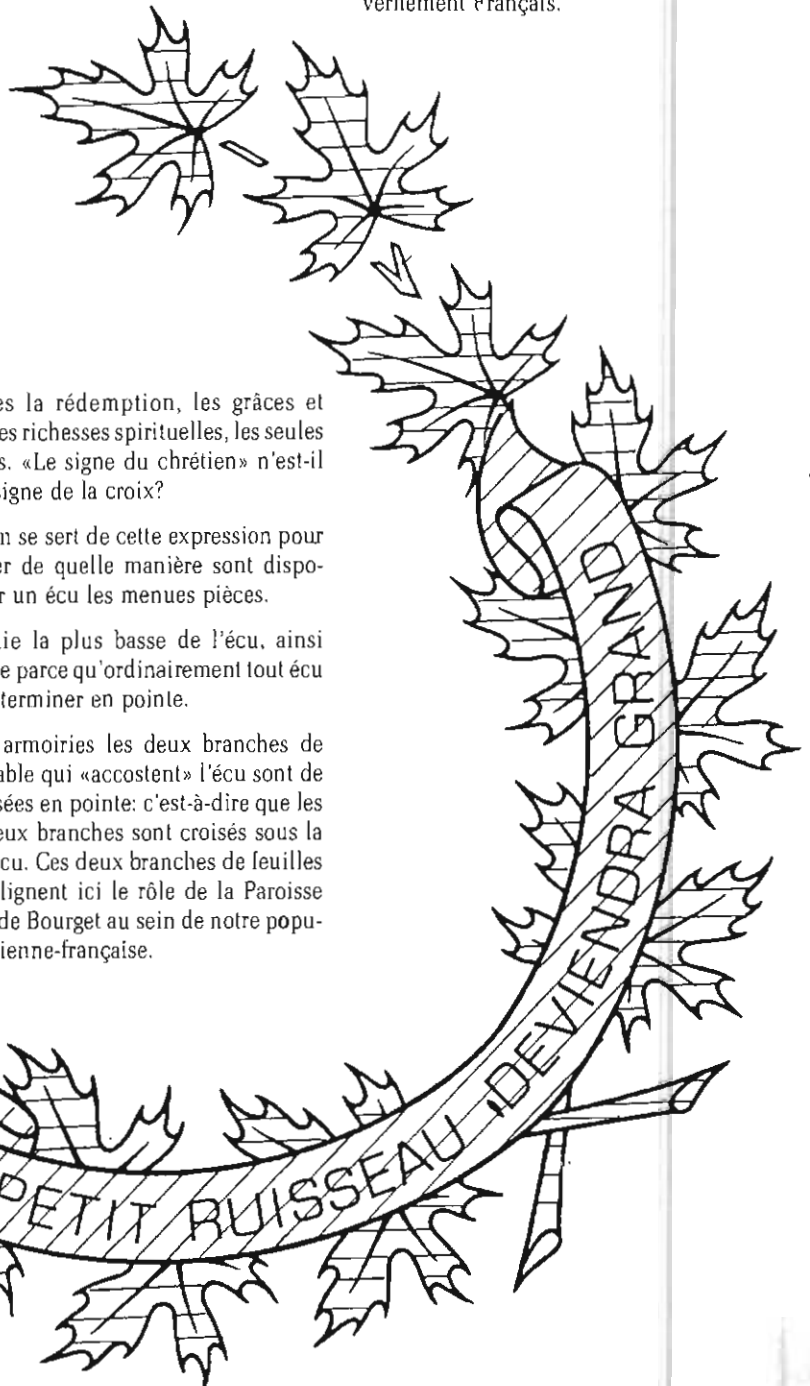 véritement Français.
es la rédemption, les grâces et
es richesses spirituelles, les seules
s. «Le signe du chrétien» n'est-il
signe de la croix?
n se sert de cette expression pour
er de quelle manière sont dispo-
r un écu les menues pièces.
ie la plus basse de l'écu, ainsi
e parce qu'ordinairement tout écu
terminer en pointe.
armoiries les deux branches de
able qui «accostent» l'écu sont de
sées en pointe: c'est-à-dire que les
eux branches sont croisés sous la
cu. Ces deux branches de feuilles
lignent ici le rôle de la Paroisse
de Bourget au sein de notre popu-
ienne-française.
PETIT RUISSEAU DEVIENDRA GRAND